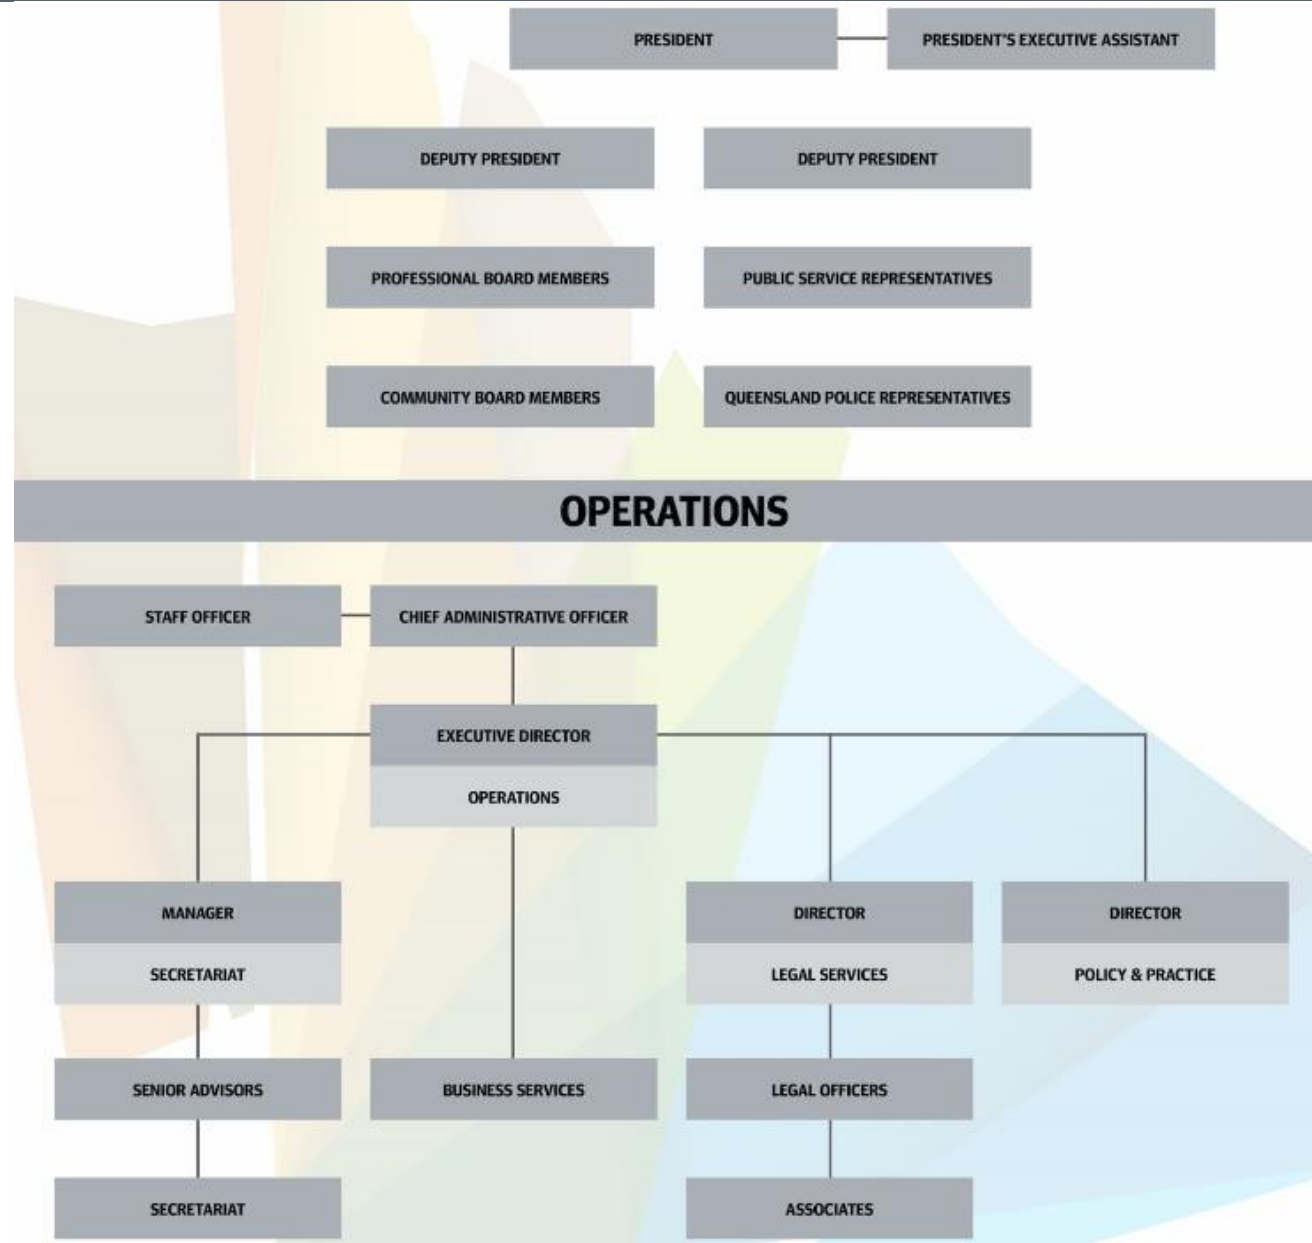 PRESIDENT
PRESIDENT'S EXECUTIVE ASSISTANT
DEPUTY PRESIDENT
DEPUTY PRESIDENT
PROFESSIONAL BOARD MEMBERS
PUBLIC SERVICE REPRESENTATIVES
COMMUNITY BOARD MEMBERS
QUEENSLAND POLICE REPRESENTATIVES
OPERATIONS
STAFF OFFICER
CHIEF ADMINISTRATIVE OFFICER
EXECUTIVE DIRECTOR
OPERATIONS
MANAGER
SECRETARIAT
DIRECTOR
LEGAL SERVICES
DIRECTOR
POLICY & PRACTICE
SENIOR ADVISORS
BUSINESS SERVICES
LEGAL OFFICERS
SECRETARIAT
ASSOCIATES